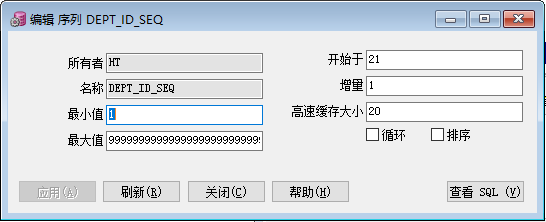 编辑 序列 DEPT_ID_SEQ
所有者 HT
名称 DEPT_ID_SEQ
最小值 1
最大值 9999999999999999999999999999
开始于 21
增量 1
高速缓存大小 20
循环 排序
应用(A) 刷新(R) 关闭(C) 帮助(H) 查看 SQL (V)